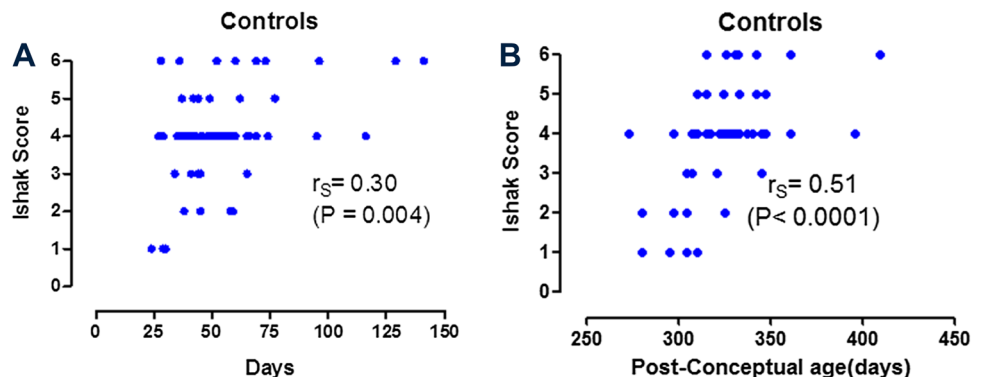 Controls
A
6
5
4
3
2
1
0
Ishak Score
rS= 0.30
(P = 0.004)
0 25 50 75 100 125 150
Days
Controls
B
6
5
4
3
2
1
0
Ishak Score
rS= 0.51
(P< 0.0001)
250 300 350 400 450
Post-Conceptual age(days)